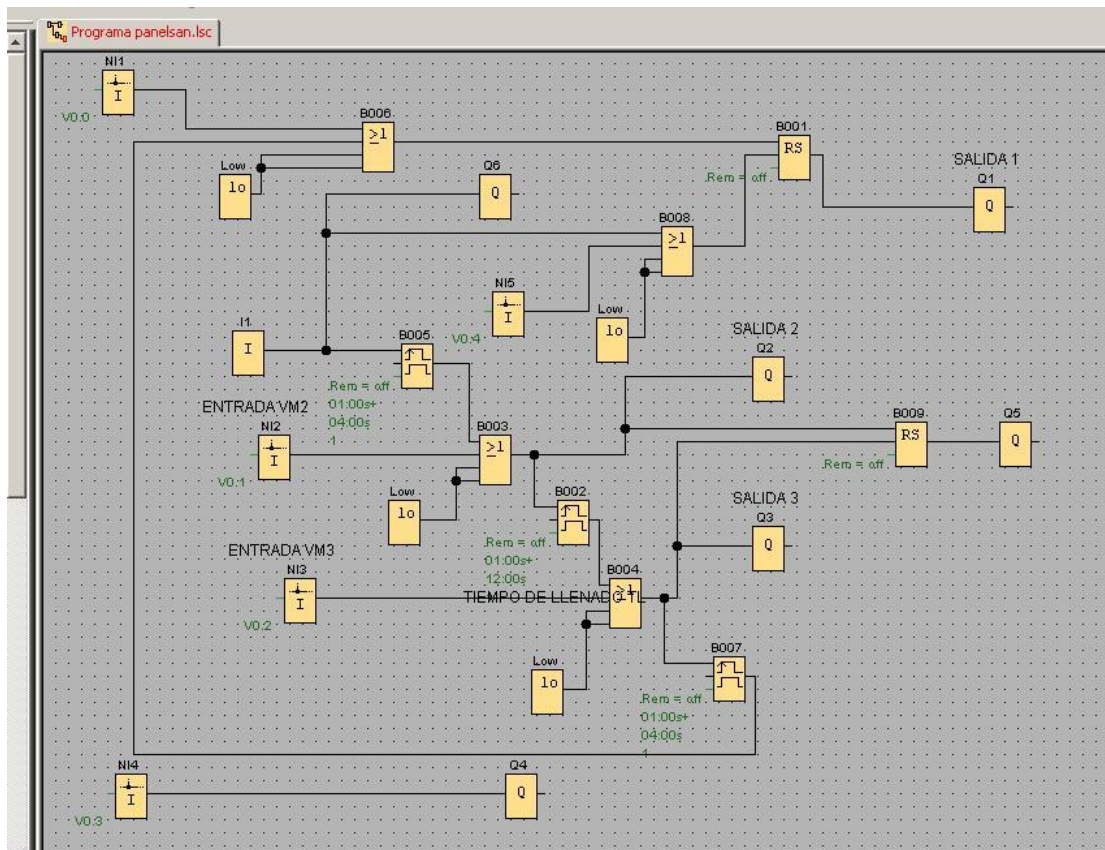 Programa panelsan.lsc
NI1
I
V0.0
B006
≥1
Low
lo
Q6
Q
B001
RS
Rem = off
SALIDA 1
Q1
Q
B008
≥1
NI5
I
V0.4
Low
lo
I1
I
B005
Rem = off
01:00s+
04:00s
1
SALIDA 2
Q2
Q
ENTRADA VM2
NI2
I
V0.1
B003
≥1
Low
lo
B009
RS
Rem = off
Q5
Q
B002
Rem = off
01:00s+
12:00s
SALIDA 3
Q3
Q
ENTRADA VM3
NI3
I
V0.2
B004
≥1
TIEMPO DE LLENADO TL
Low
lo
B007
Rem = off
01:00s+
04:00s
1
NI4
I
V0.3
Q4
Q